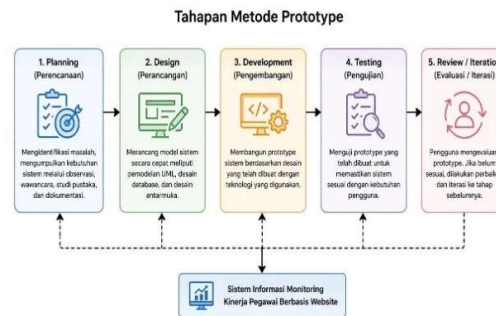 Tahapan Metode Prototype
1. Planning
(Perencanaan)
Mengidentifikasi masalah,
mengumpulkan kebutuhan
sistem melalui observasi,
wawancara, studi pustaka,
dan dokumentasi.
2. Design
(Perancangan)
Merancang model sistem
secara cepat meliputi
pemodelan UML, desain
database, dan desain
antarmuka.
3. Development
(Pengembangan)
Membangun prototype
sistem berdasarkan desain
yang telah dibuat dengan
teknologi yang digunakan.
4. Testing
(Pengujian)
Menguji prototype yang
telah dibuat untuk
memastikan sistem
sesuai dengan kebutuhan
pengguna.
5. Review / Iteration
(Evaluasi / Iterasi)
Pengguna mengevaluasi
prototype. Jika belum
sesuai, dilakukan perbaik
dan iterasi ke tahap
sebelumnya.
Sistem Informasi Monitoring
Kinerja Pegawai Berbasis Website